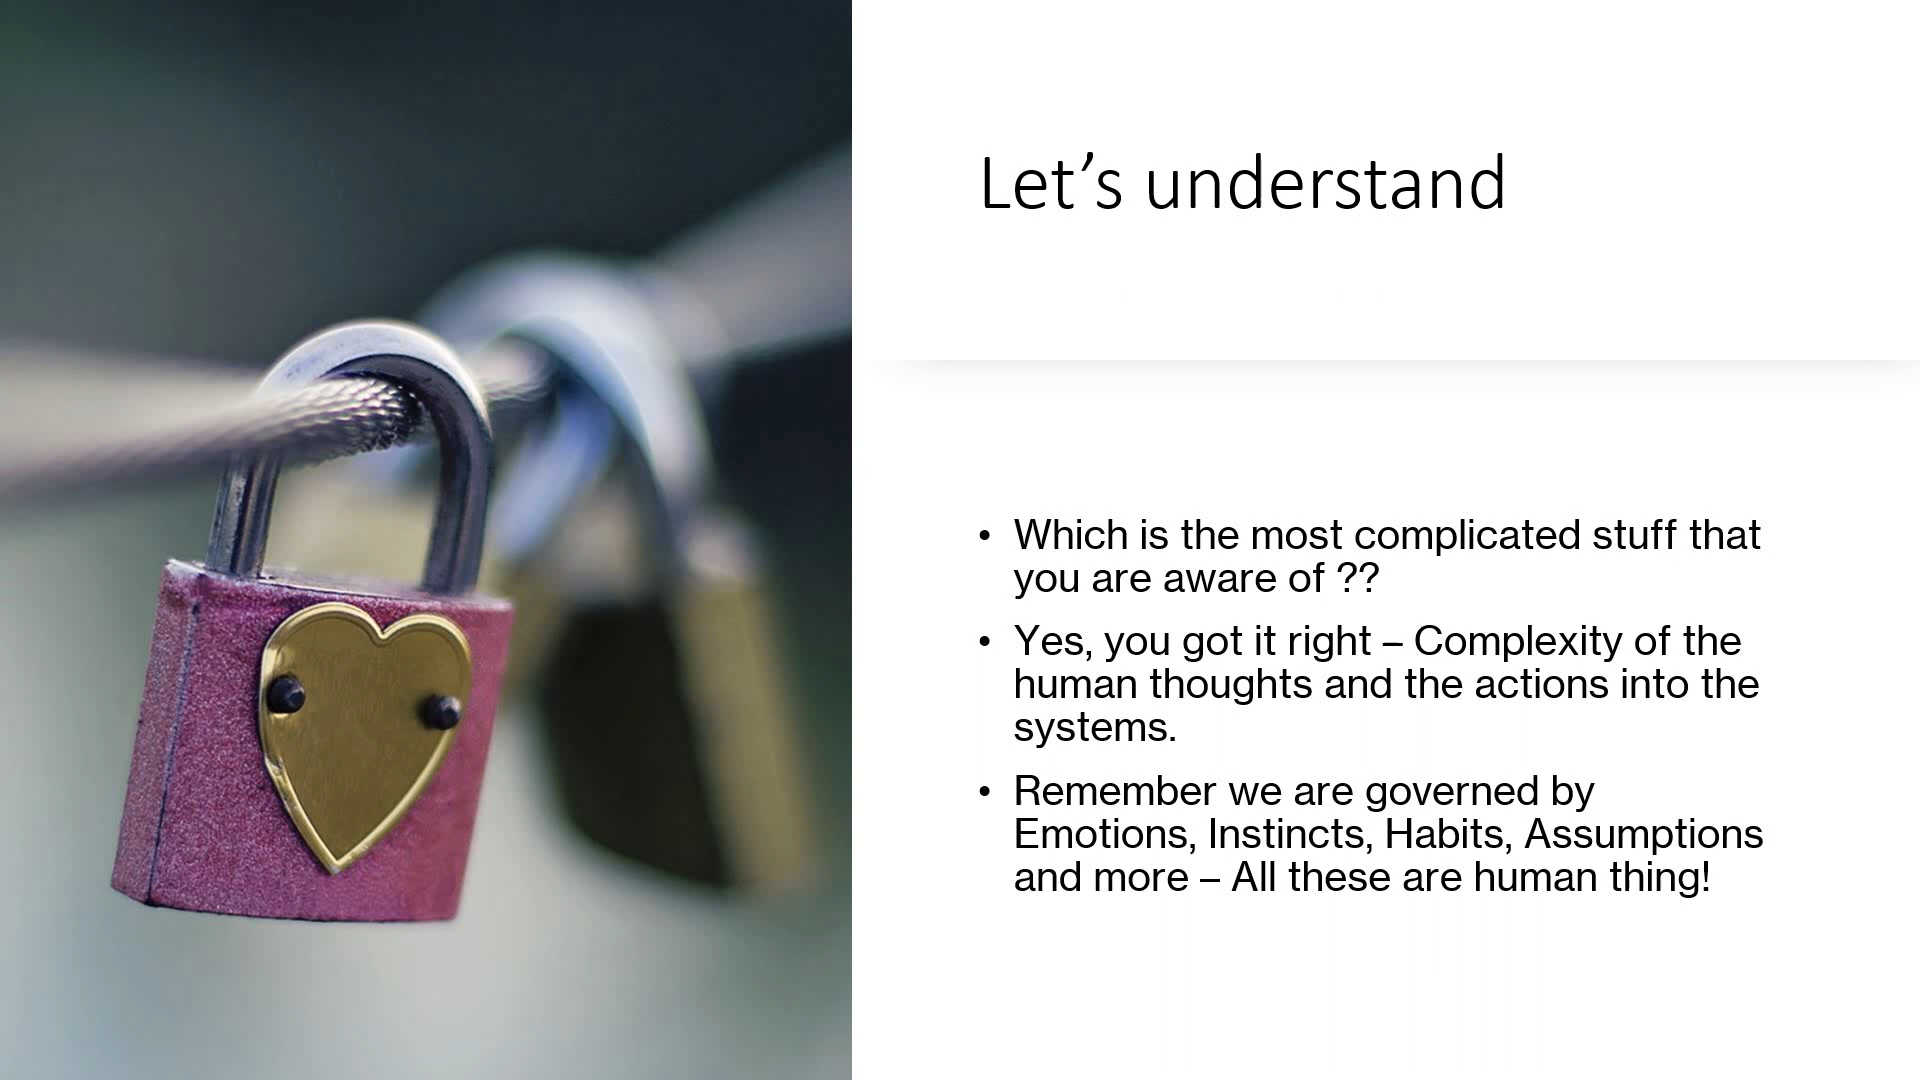 Let’s understand
• Which is the most complicated stuff that
you are aware of ??
• Yes, you got it right – Complexity of the
human thoughts and the actions into the
systems.
• Remember we are governed by
Emotions, Instincts, Habits, Assumptions
and more – All these are human thing!